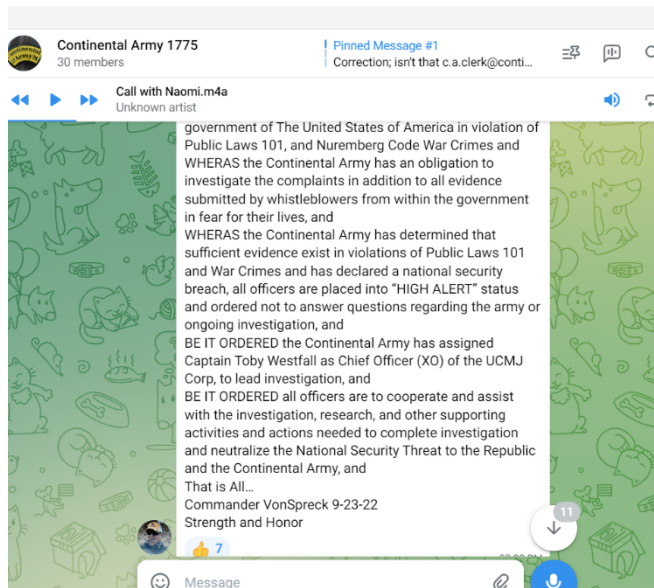 Continental Army 1775
30 members
Pinned Message #1
Correction; isn't that c.a.clerk@conti...
Call with Naomi.m4a
Unknown artist
government of The United States of America in violation of
Public Laws 101, and Nuremberg Code War Crimes and
WHERAS the Continental Army has an obligation to
investigate the complaints in addition to all evidence
submitted by whistleblowers from within the government
in fear for their lives, and
WHERAS the Continental Army has determined that
sufficient evidence exist in violations of Public Laws 101
and War Crimes and has declared a national security
breach, all officers are placed into “HIGH ALERT” status
and ordered not to answer questions regarding the army or
ongoing investigation, and
BE IT ORDERED the Continental Army has assigned
Captain Toby Westfall as Chief Officer (XO) of the UCMJ
Corp, to lead investigation, and
BE IT ORDERED all officers are to cooperate and assist
with the investigation, research, and other supporting
activities and actions needed to complete investigation
and neutralize the National Security Threat to the Republic
and the Continental Army, and
That is All...
Commander VonSpreck 9-23-22
Strength and Honor
7
11
Message